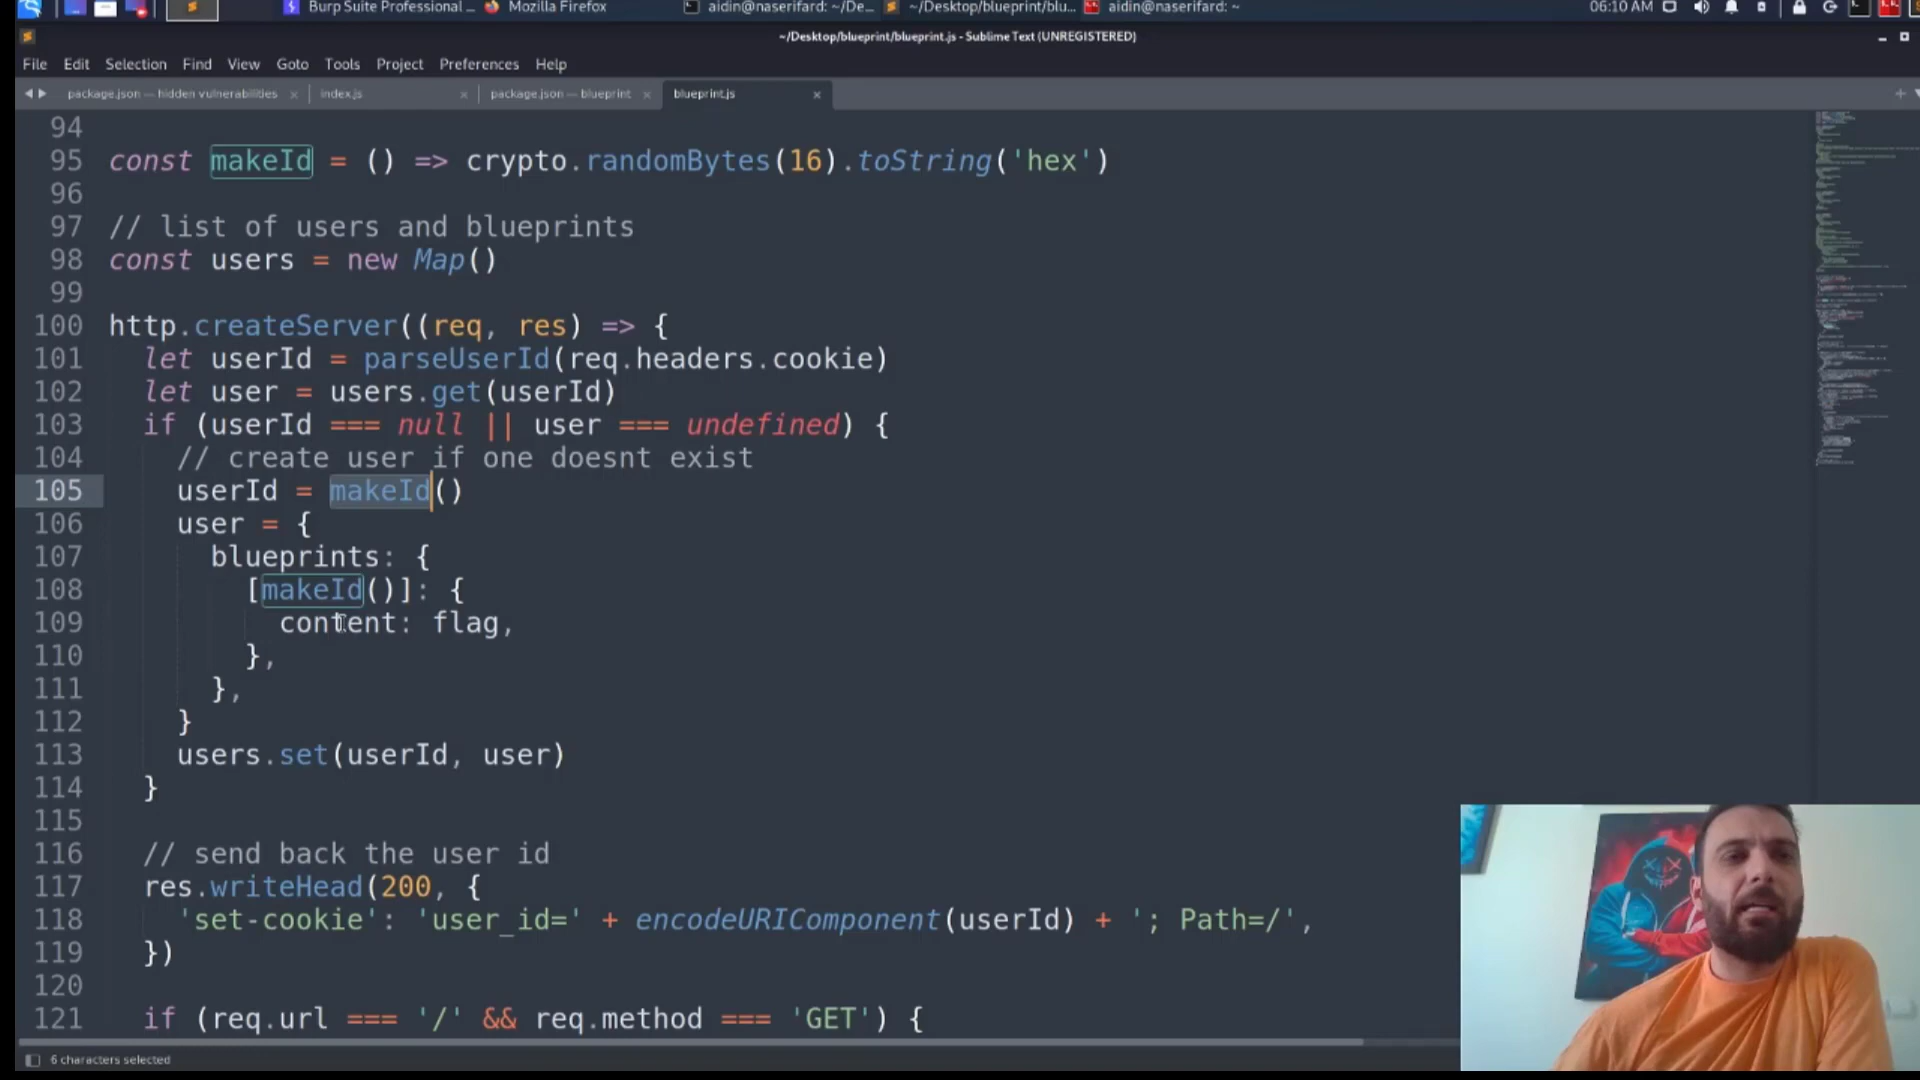 Burp Suite Professional ...
Mozilla Firefox
aidin@naserifard: ~/De...
~/Desktop/blueprint/blu...
aidin@naserifard: ~
06:10 AM
~/Desktop/blueprint/blueprint.js - Sublime Text (UNREGISTERED)
File Edit Selection Find View Goto Tools Project Preferences Help
package.json — hidden vulnerabilities × index.js × package.json — blueprint × blueprint.js ×
94
95 const makeId = () => crypto.randomBytes(16).toString('hex')
96
97 // list of users and blueprints
98 const users = new Map()
99
100 http.createServer((req, res) => {
101 let userId = parseUserId(req.headers.cookie)
102 let user = users.get(userId)
103 if (userId === null || user === undefined) {
104 // create user if one doesnt exist
105 userId = makeId()
106 user = {
107 blueprints: {
108 [makeId()]: {
109 content: flag,
110 },
111 },
112 }
113 users.set(userId, user)
114 }
115
116 // send back the user id
117 res.writeHead(200, {
118 'set-cookie': 'user_id=' + encodeURIComponent(userId) + '; Path=/',
119 })
120
121 if (req.url === '/' && req.method === 'GET') {
6 characters selected